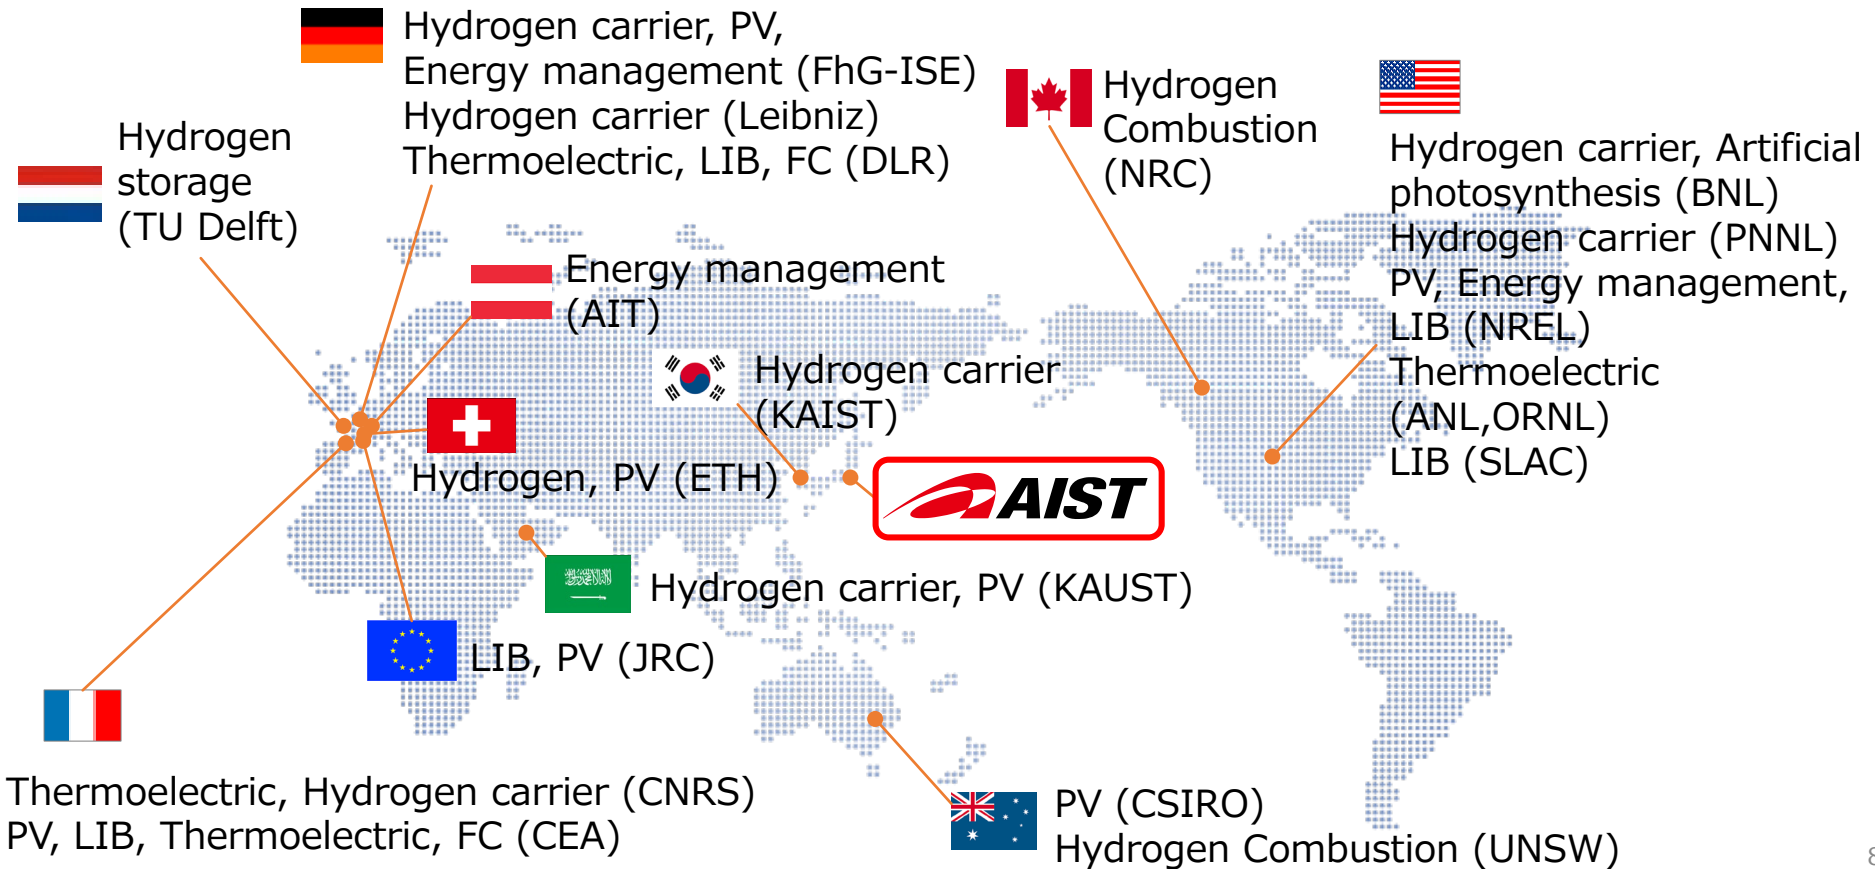 Hydrogen carrier, PV,
Energy management (FhG-ISE)
Hydrogen carrier (Leibniz)
Thermoelectric, LIB, FC (DLR)
Hydrogen
storage
(TU Delft)
Hydrogen
Combustion
(NRC)
Hydrogen carrier, Artificial
photosynthesis (BNL)
Hydrogen carrier (PNNL)
PV, Energy management,
LIB (NREL)
Thermoelectric
(ANL,ORNL)
LIB (SLAC)
Energy management
(AIT)
Hydrogen carrier
(KAIST)
Hydrogen, PV (ETH)
AIST
Hydrogen carrier, PV (KAUST)
LIB, PV (JRC)
Thermoelectric, Hydrogen carrier (CNRS)
PV, LIB, Thermoelectric, FC (CEA)
PV (CSIRO)
Hydrogen Combustion (UNSW)
8